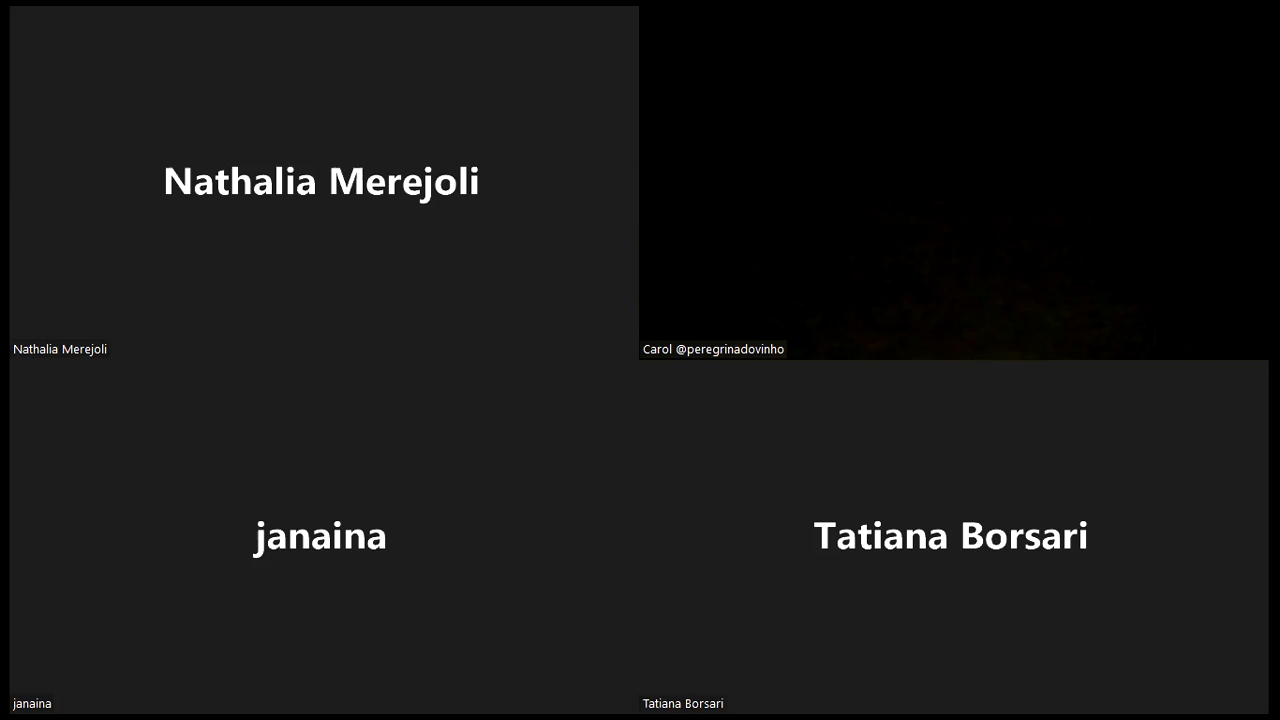 Nathalia Merejoli
Nathalia Merejoli
Carol @peregrinadovinho
janaina
Tatiana Borsari
janaina
Tatiana Borsari